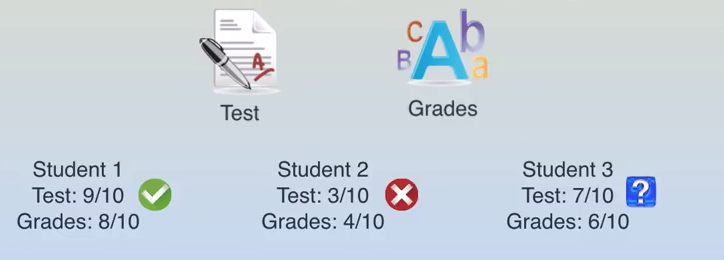 Test
Grades
Student 1
Test: 9/10
Grades: 8/10
Student 2
Test: 3/10
Grades: 4/10
Student 3
Test: 7/10
Grades: 6/10
?
A
c
B
A
b
a